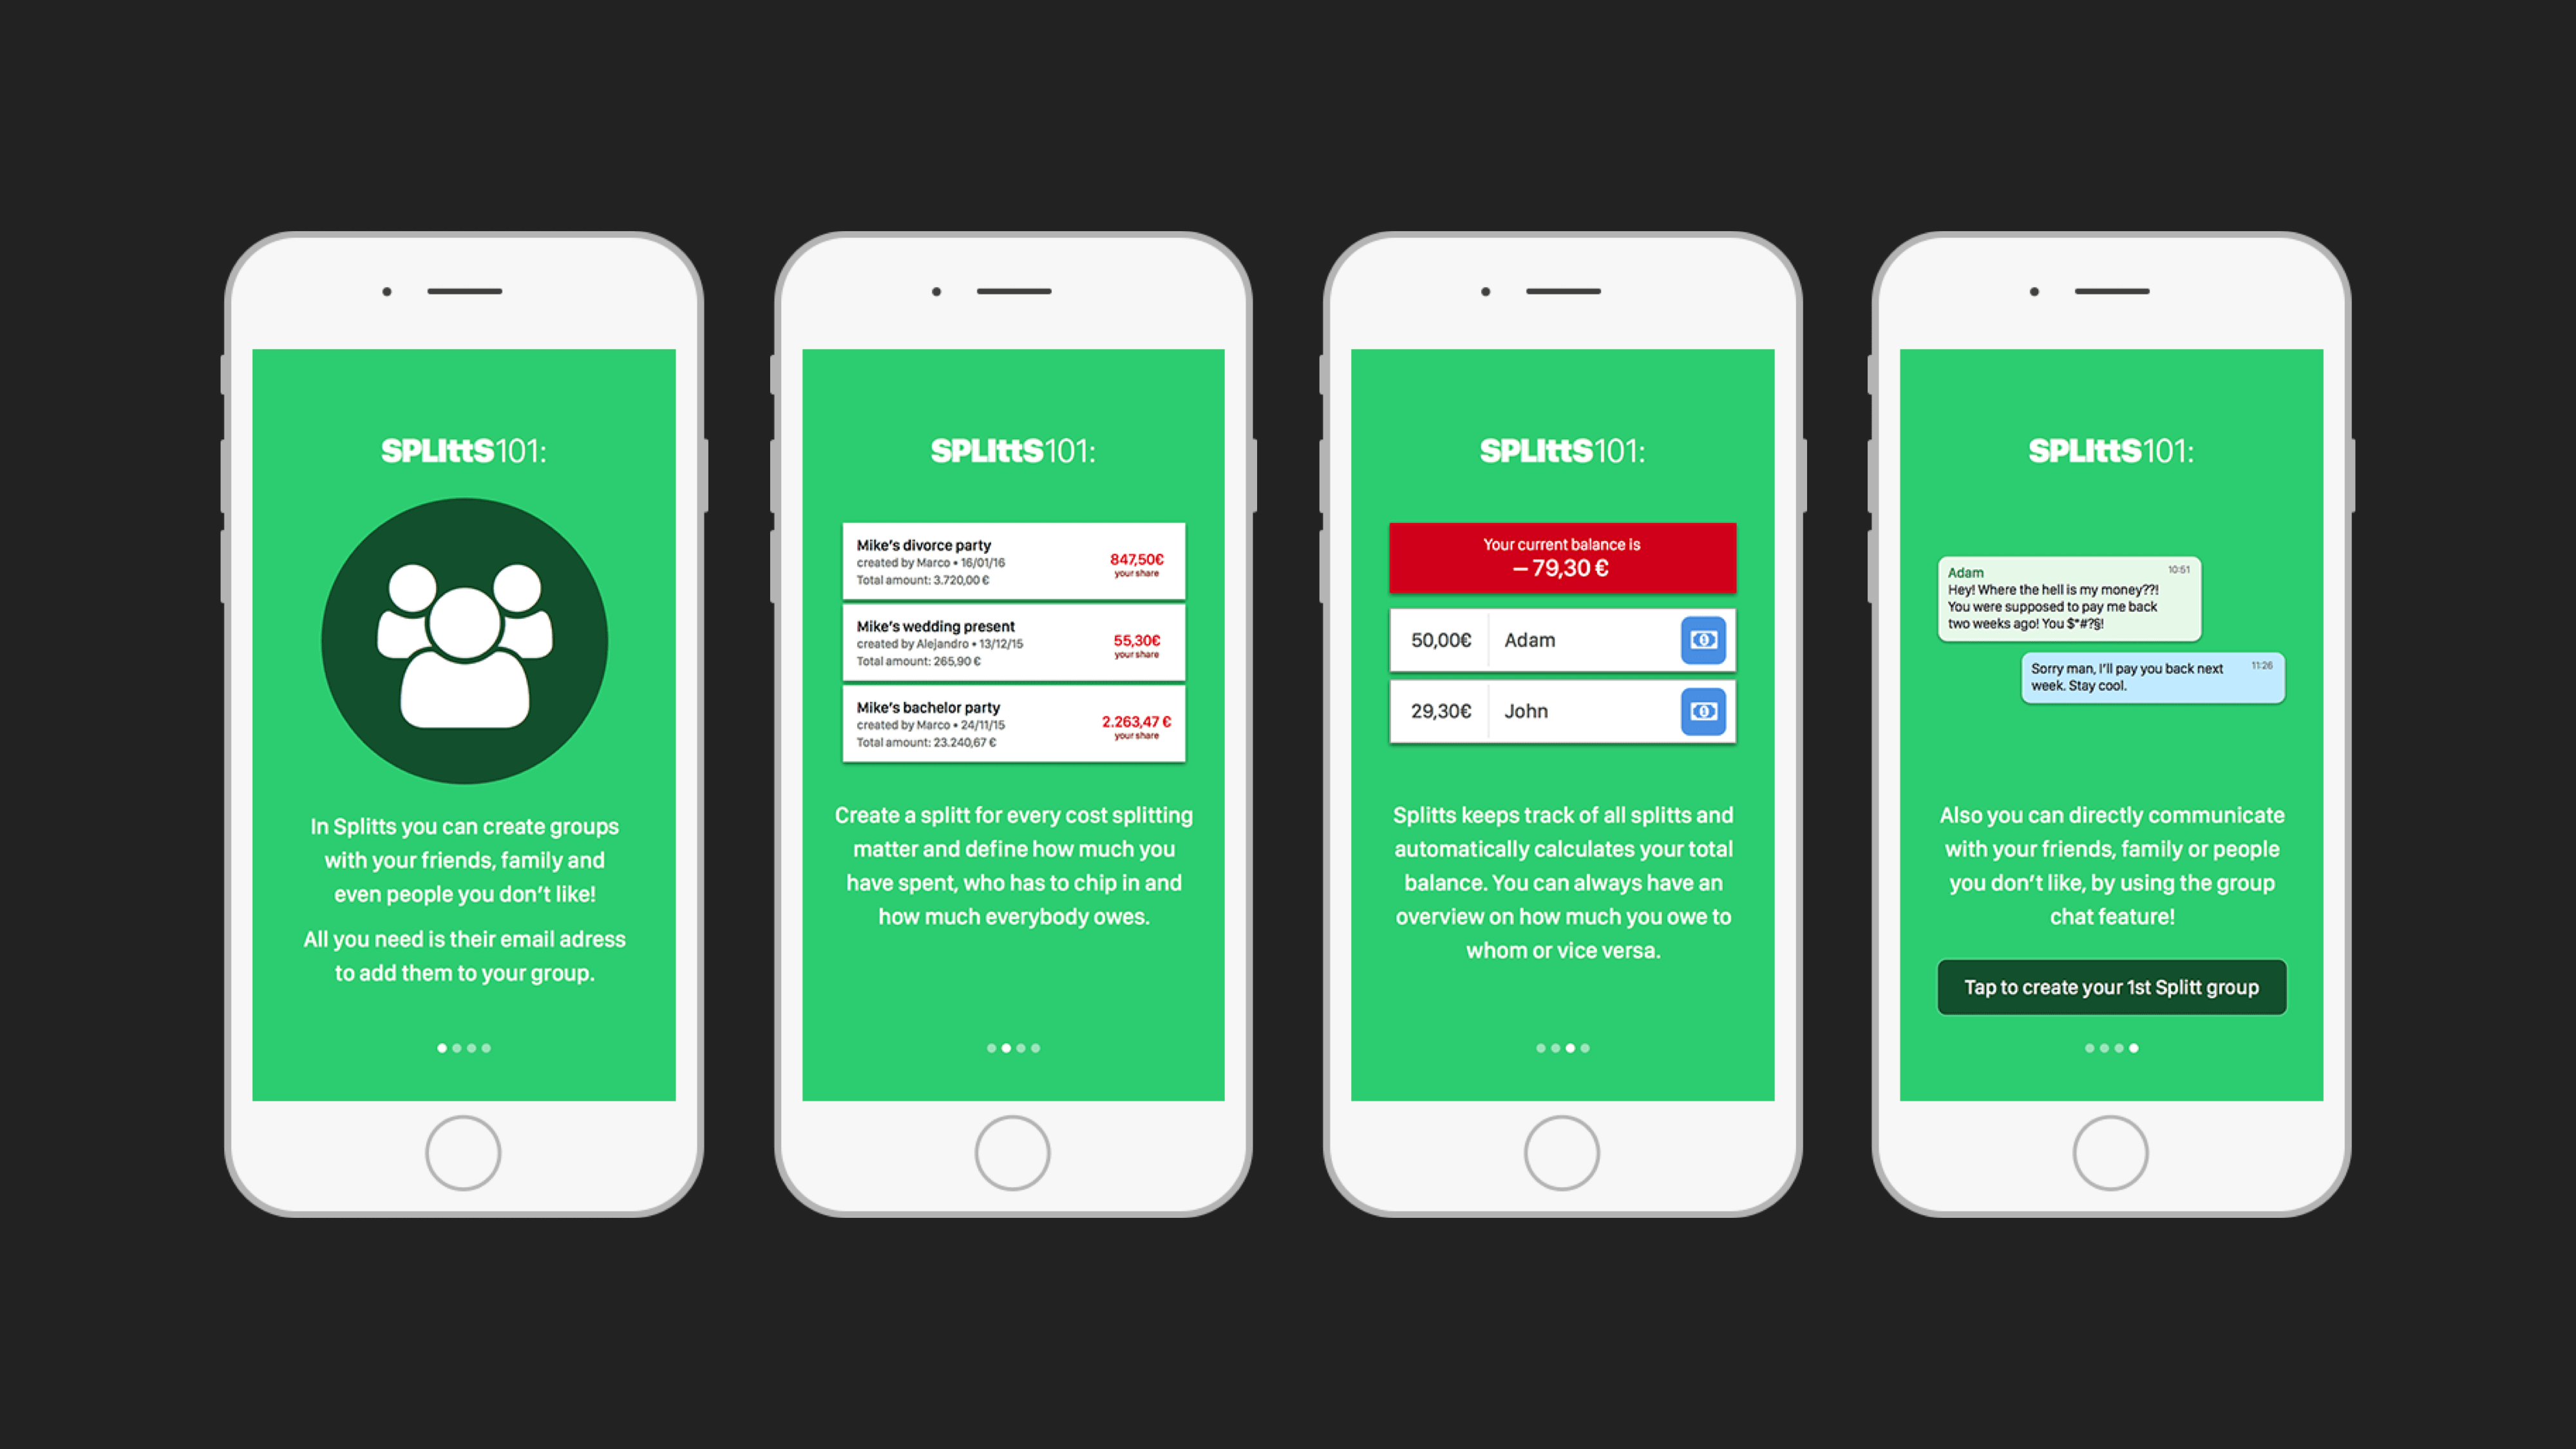 SPLIttS101:
In Splitts you can create groups
with your friends, family and
even people you don't like!
All you need is their email adress
to add them to your group.
SPLIttS101:
Mike's divorce party
created by Marco • 16/01/16
Total amount: 3.720,00 €
847,50€
your share
Mike's wedding present
created by Alejandro • 13/12/15
Total amount: 265,90 €
55,30€
your share
Mike's bachelor party
created by Marco • 24/11/15
Total amount: 23.240,67 €
2.263,47 €
your share
Create a splitt for every cost splitting
matter and define how much you
have spent, who has to chip in and
how much everybody owes.
SPLIttS101:
Your current balance is
– 79,30 €
50,00€ Adam
29,30€ John
Splitts keeps track of all splitts and
automatically calculates your total
balance. You can always have an
overview on how much you owe to
whom or vice versa.
SPLIttS101:
Adam 10:51
Hey! Where the hell is my money??!
You were supposed to pay me back
two weeks ago! You $*#?§!
Sorry man, I'll pay you back next 11:26
week. Stay cool.
Also you can directly communicate
with your friends, family or people
you don't like, by using the group
chat feature!
Tap to create your 1st Splitt group